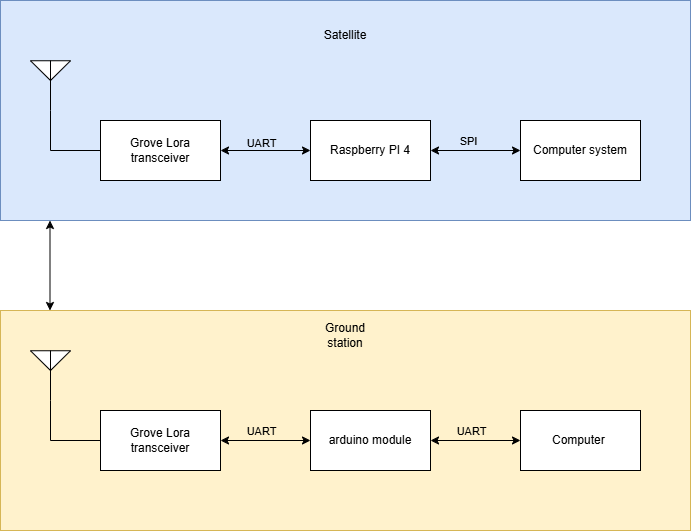 Satellite
Grove Lora
transceiver
UART
Raspberry PI 4
SPI
Computer system
Ground
station
Grove Lora
transceiver
UART
arduino module
UART
Computer